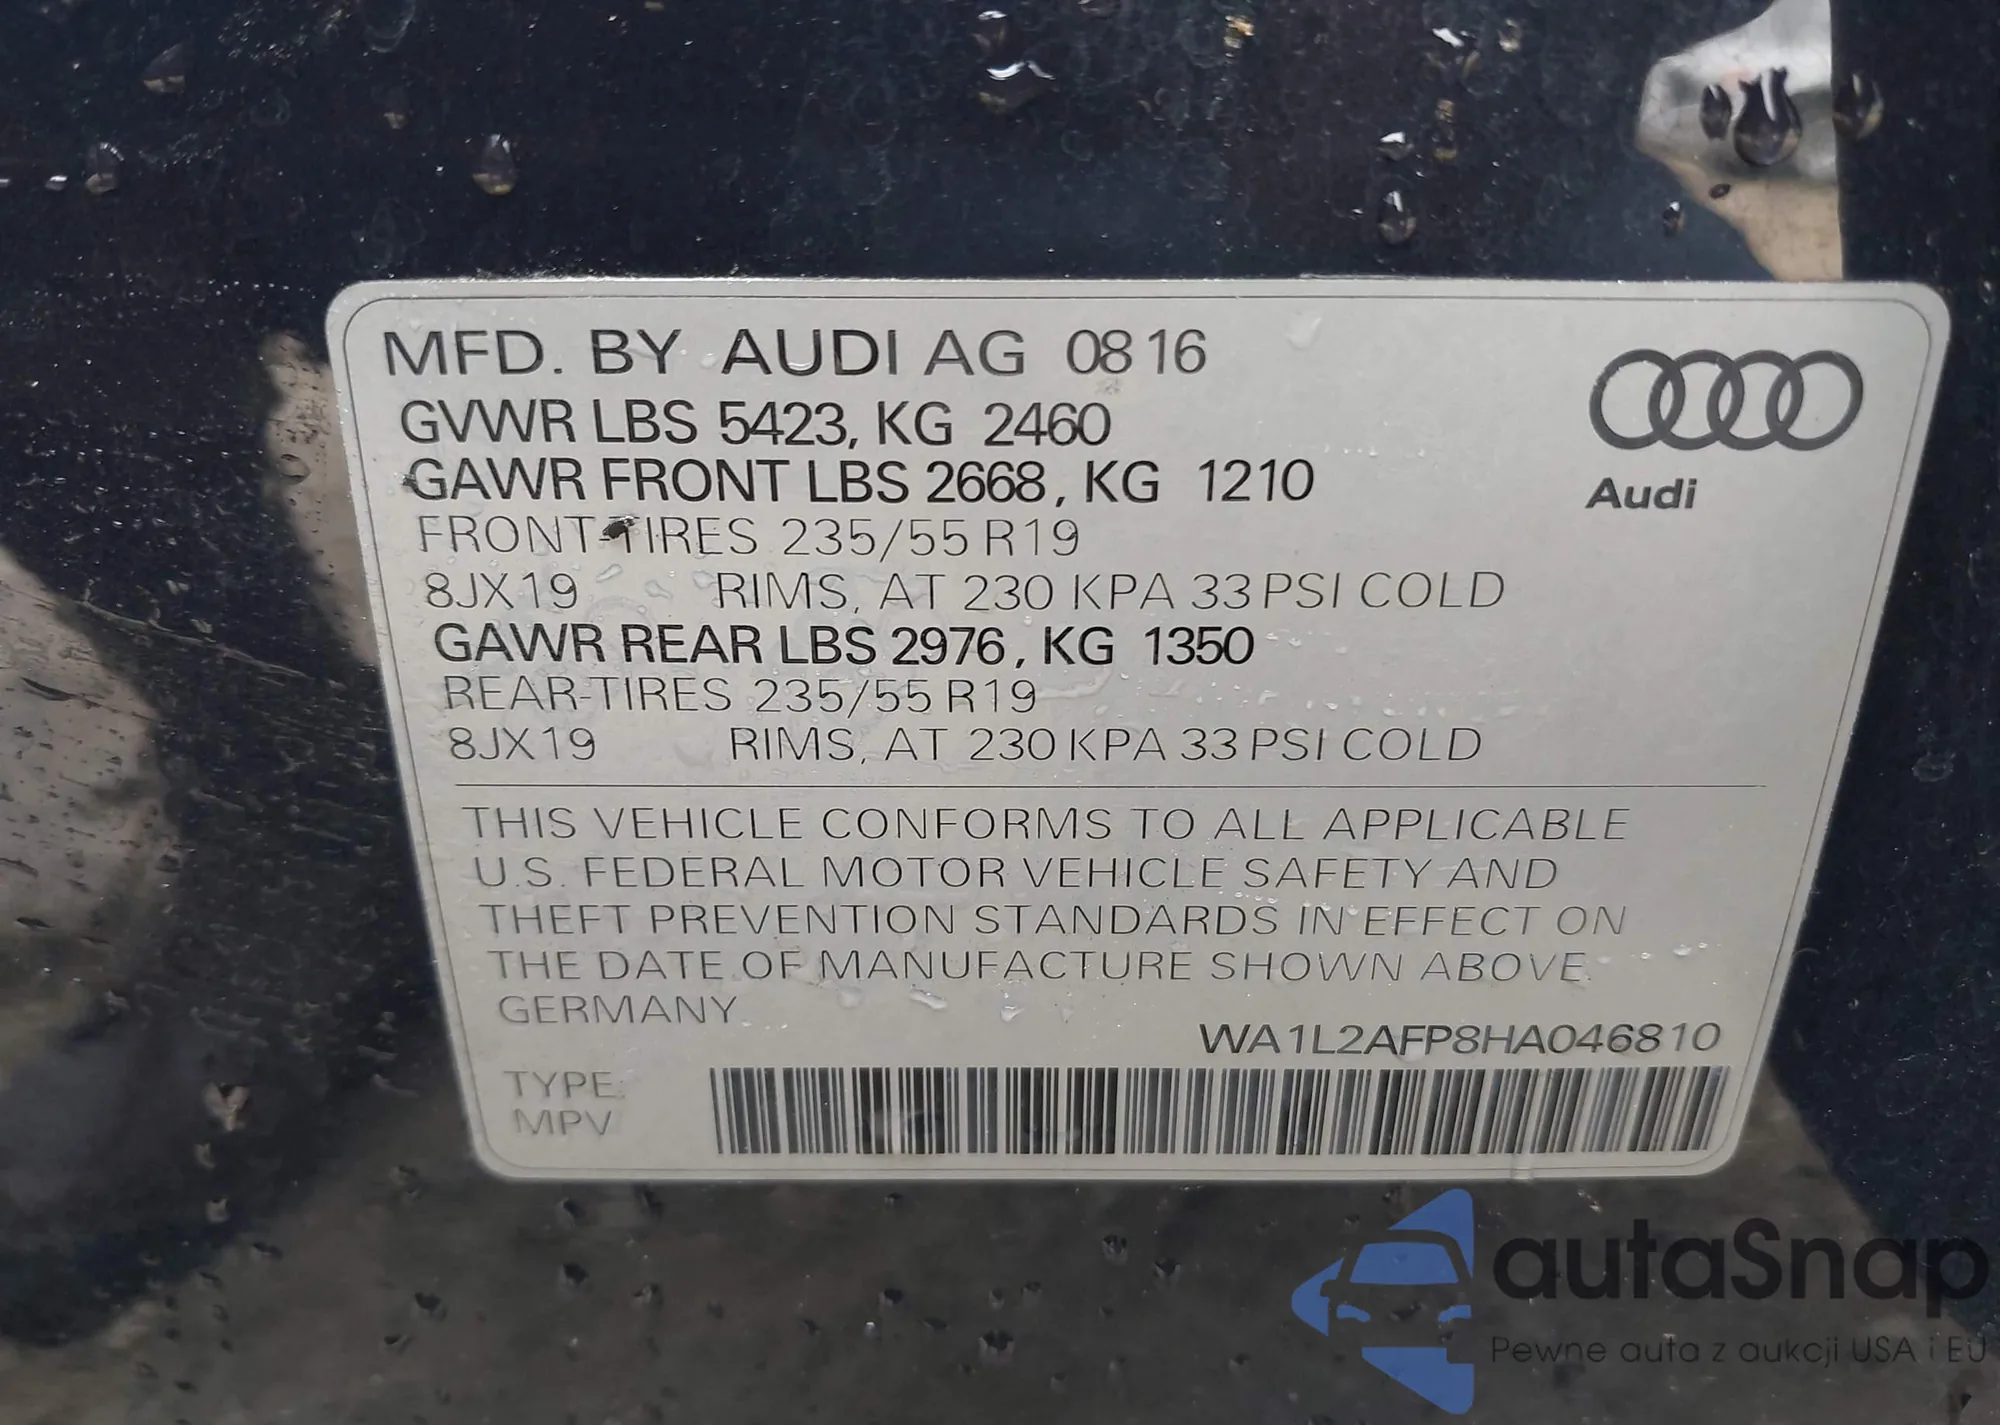 MFD. BY AUDI AG 0816
GVWR LBS 5423, KG 2460
GAWR FRONT LBS 2668, KG 1210
FRONT-TIRES 235/55 R19
8JX19 RIMS, AT 230 KPA 33 PSI COLD
GAWR REAR LBS 2976, KG 1350
REAR-TIRES 235/55 R19
8JX19 RIMS, AT 230 KPA 33 PSI COLD
Audi
THIS VEHICLE CONFORMS TO ALL APPLICABLE
U.S. FEDERAL MOTOR VEHICLE SAFETY AND
THEFT PREVENTION STANDARDS IN EFFECT ON
THE DATE OF MANUFACTURE SHOWN ABOVE.
GERMANY
WA1L2AFP8HA046810
TYPE:
MPV
autaSnap
Pewne auta z aukcji USA i EU